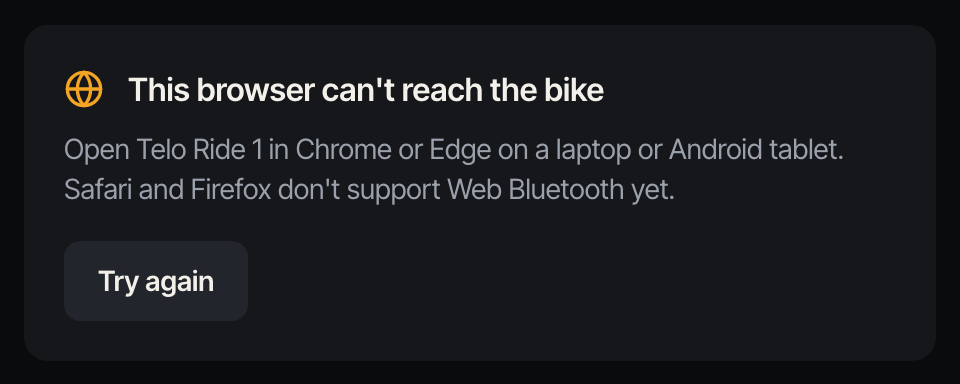 This browser can't reach the bike
Open Telo Ride 1 in Chrome or Edge on a laptop or Android tablet.
Safari and Firefox don't support Web Bluetooth yet.
Try again